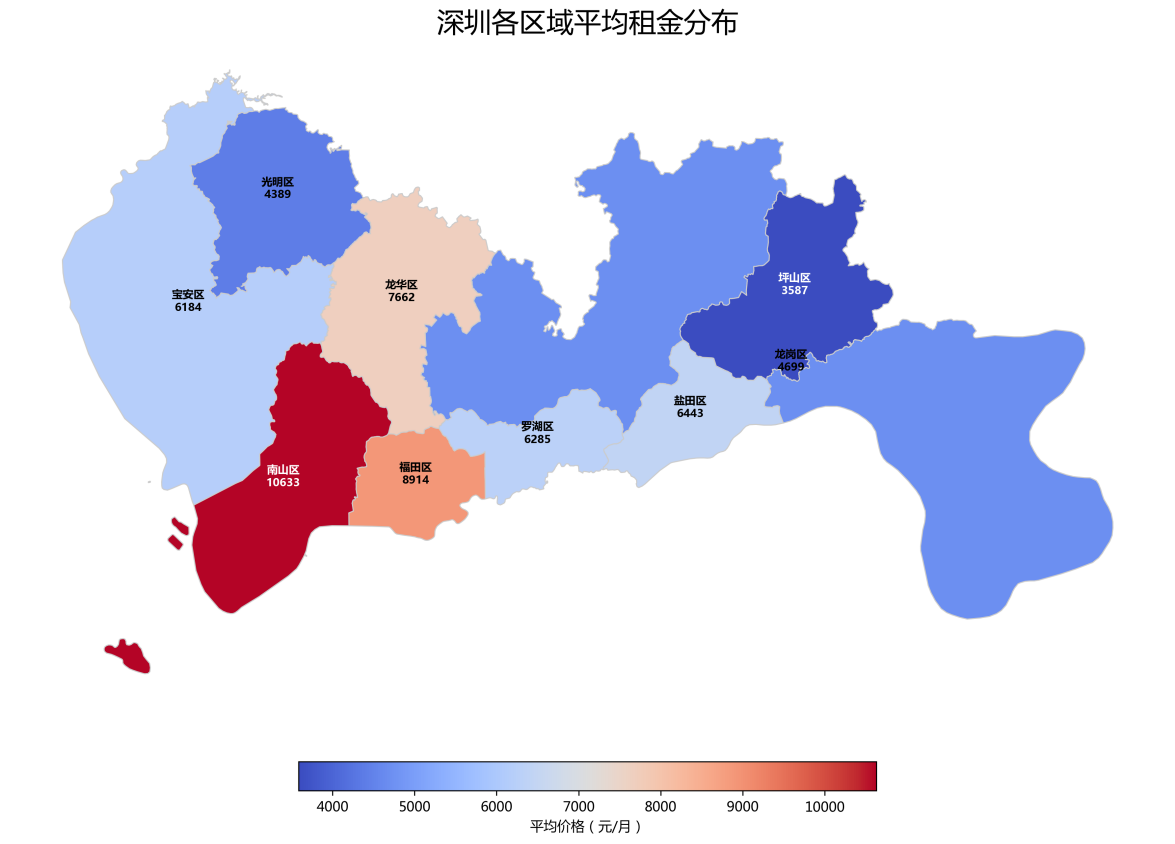 深圳各区域平均租金分布
光明区
4389
宝安区
6184
龙华区
7662
坪山区
3587
龙岗区
4699
盐田区
6443
罗湖区
6285
福田区
8914
南山区
10633
4000 5000 6000 7000 8000 9000 10000
平均价格（元/月）